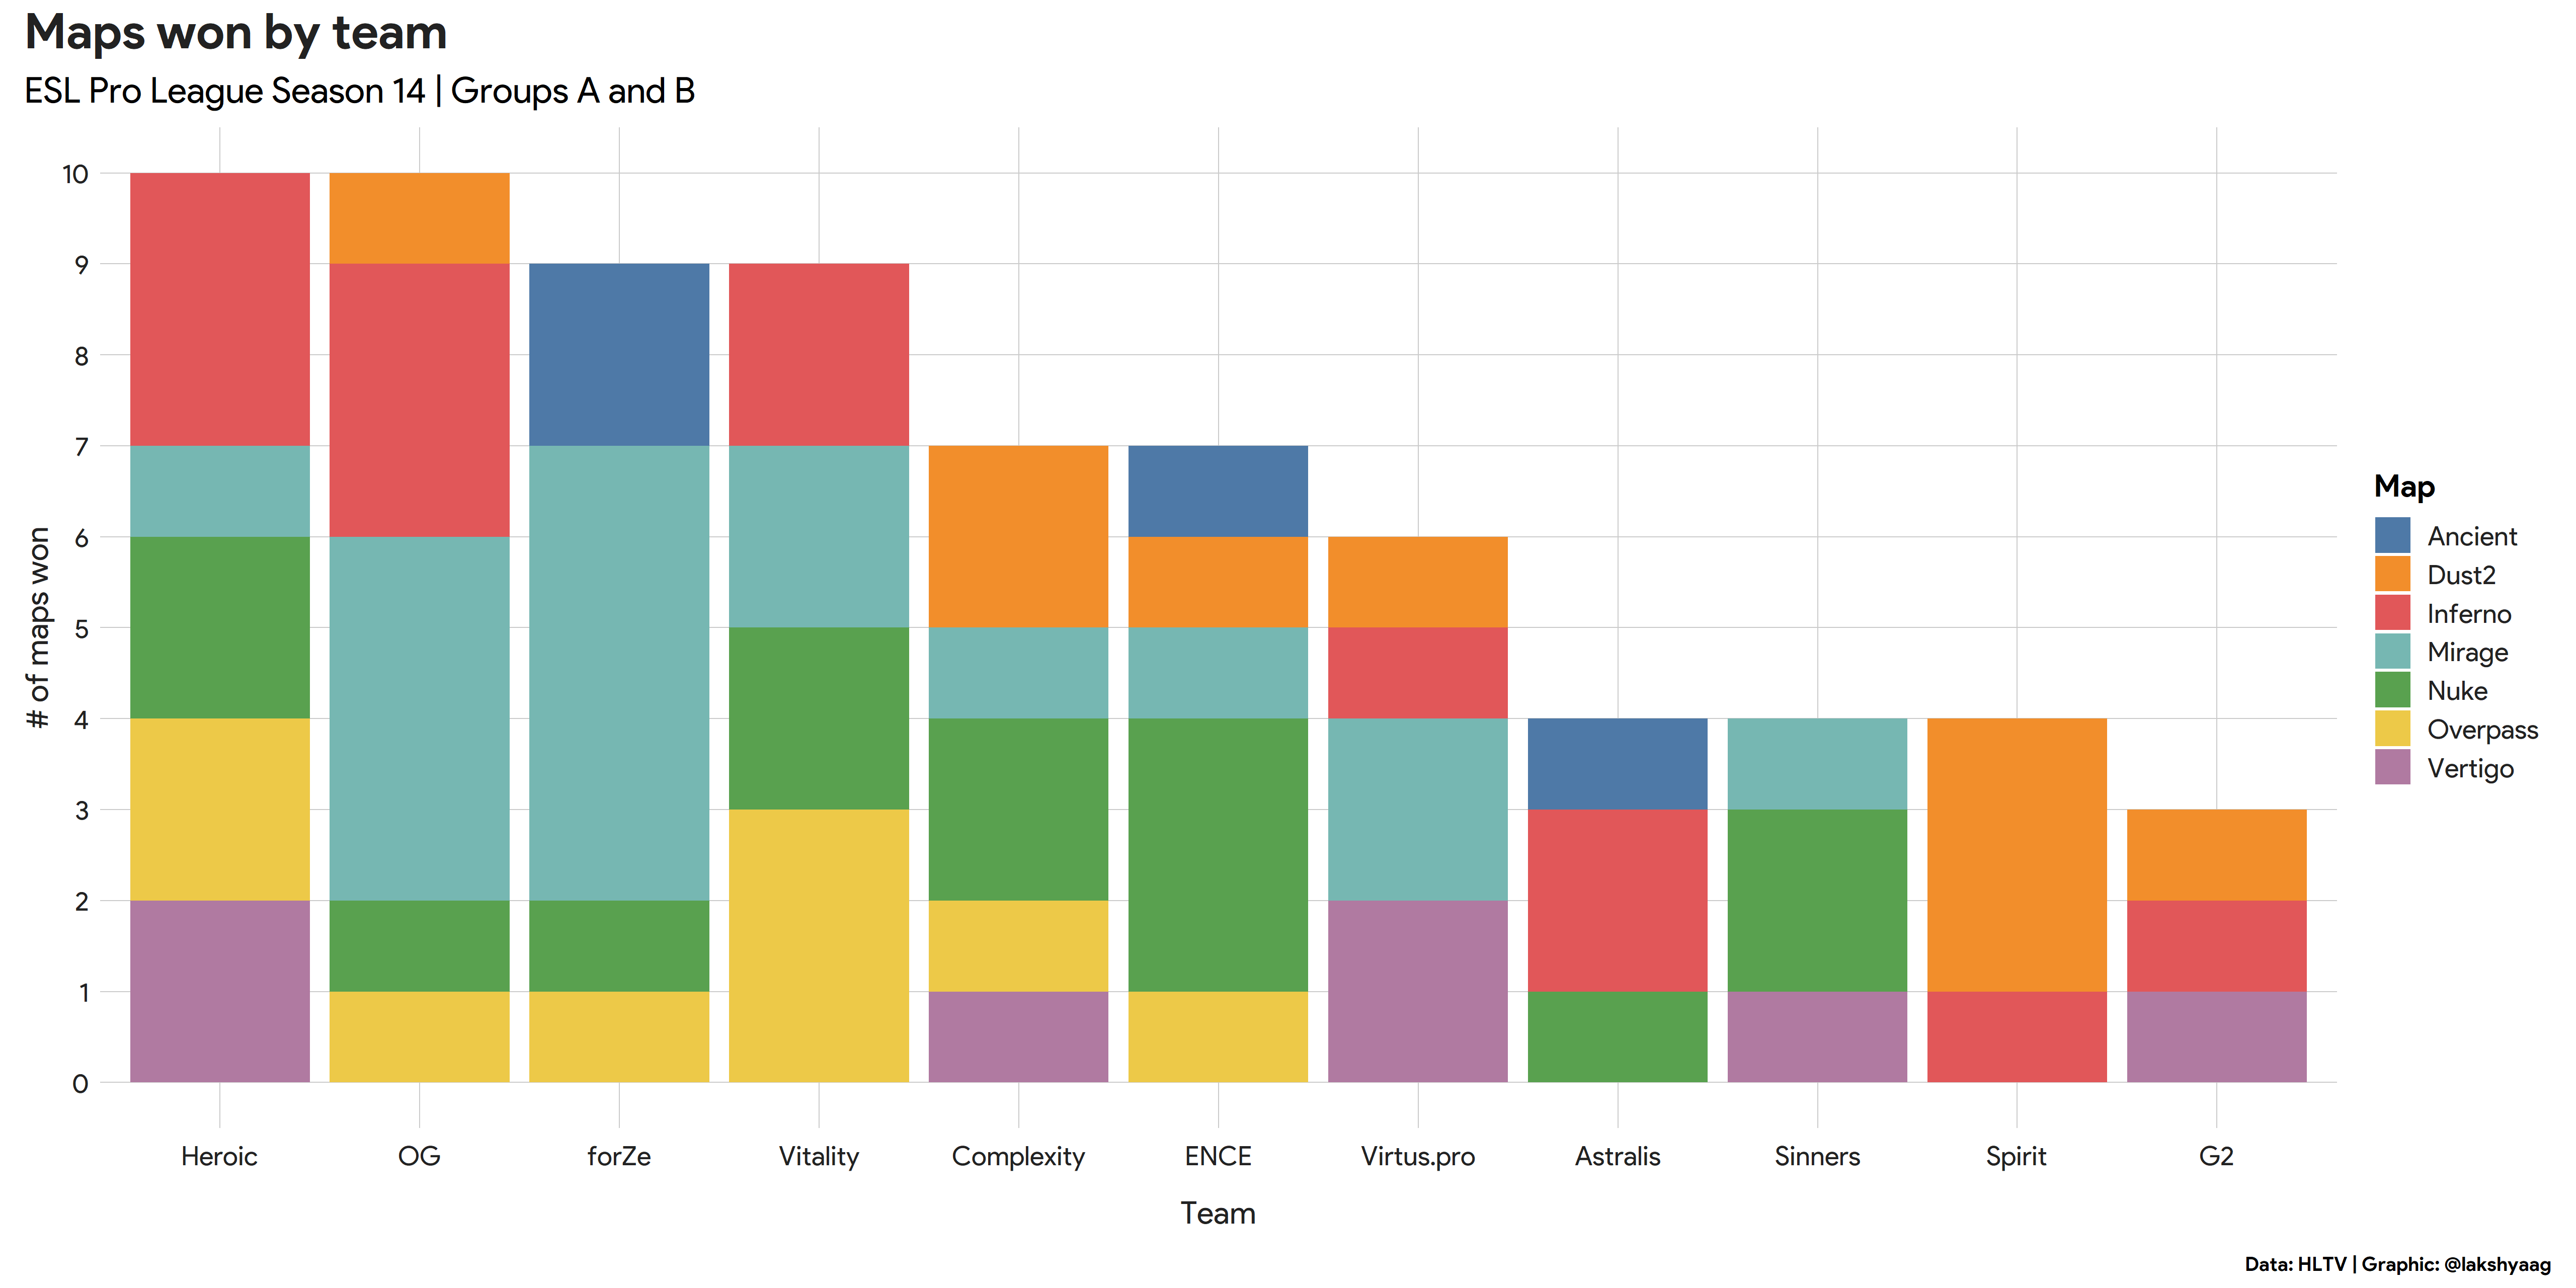 Maps won by team
ESL Pro League Season 14 | Groups A and B
10
9
8
7
6
5
4
3
2
1
0
# of maps won
Heroic OG forZe Vitality Complexity ENCE Virtus.pro Astralis Sinners Spirit G2
Team
Map
Ancient
Dust2
Inferno
Mirage
Nuke
Overpass
Vertigo
Data: HLTV | Graphic: @lakshyaag